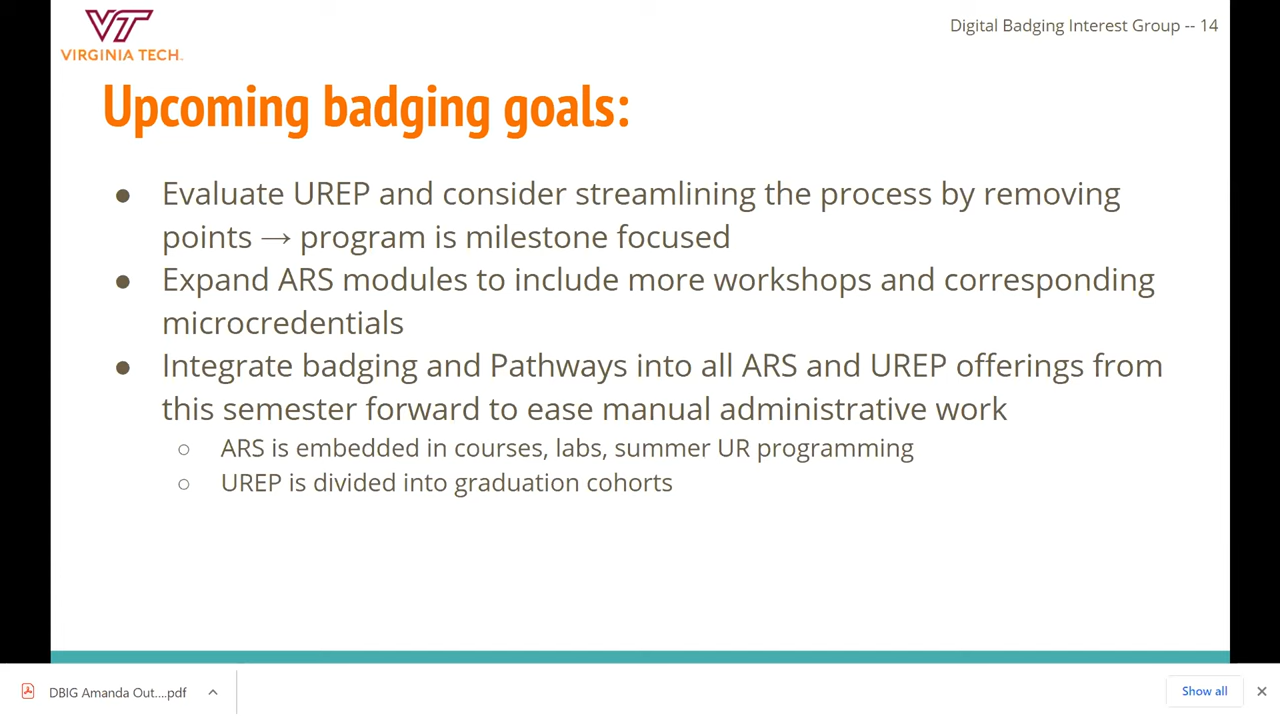 VT
VIRGINIA TECH.
Digital Badging Interest Group -- 14
Upcoming badging goals:
● Evaluate UREP and consider streamlining the process by removing
points → program is milestone focused
● Expand ARS modules to include more workshops and corresponding
microcredentials
● Integrate badging and Pathways into all ARS and UREP offerings from
this semester forward to ease manual administrative work
○ ARS is embedded in courses, labs, summer UR programming
○ UREP is divided into graduation cohorts
DBIG Amanda Out....pdf
Show all